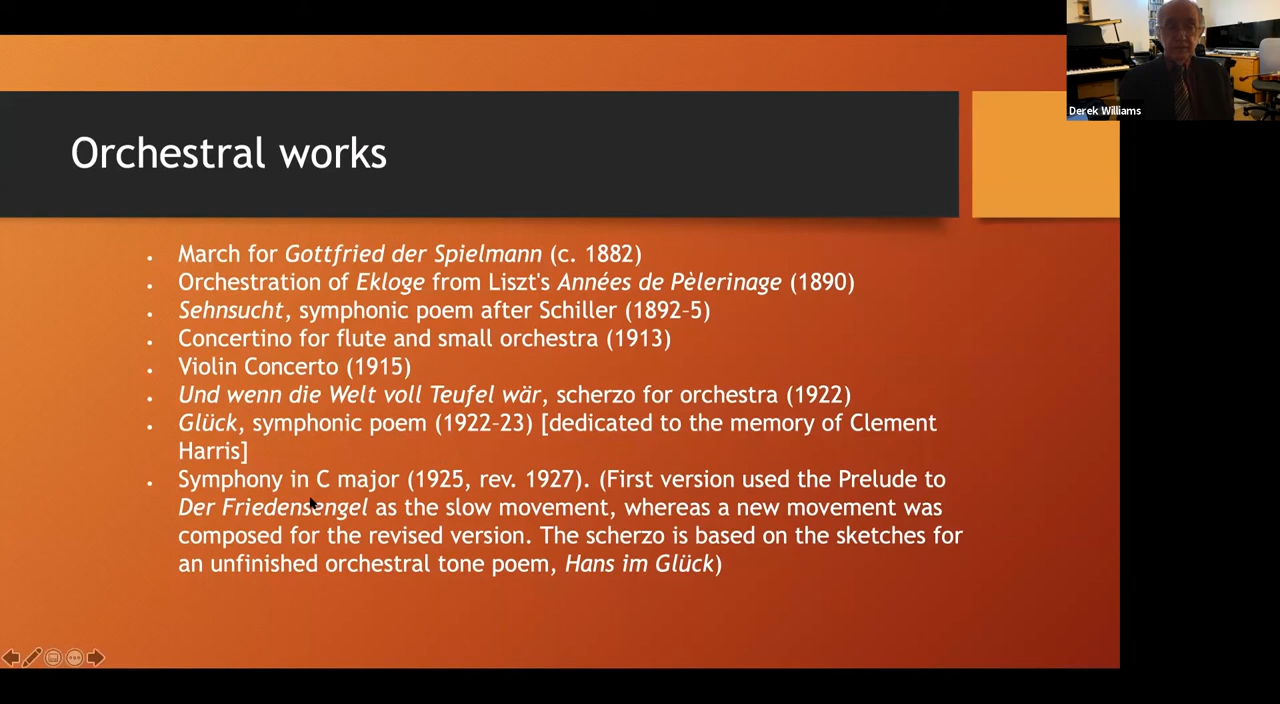 Derek Williams
Orchestral works
March for Gottfried der Spielmann (c. 1882)
Orchestration of Ekloge from Liszt's Années de Pèlerinage (1890)
Sehnsucht, symphonic poem after Schiller (1892–5)
Concertino for flute and small orchestra (1913)
Violin Concerto (1915)
Und wenn die Welt voll Teufel wär, scherzo for orchestra (1922)
Glück, symphonic poem (1922–23) [dedicated to the memory of Clement
Harris]
Symphony in C major (1925, rev. 1927). (First version used the Prelude to
Der Friedensengel as the slow movement, whereas a new movement was
composed for the revised version. The scherzo is based on the sketches for
an unfinished orchestral tone poem, Hans im Glück)